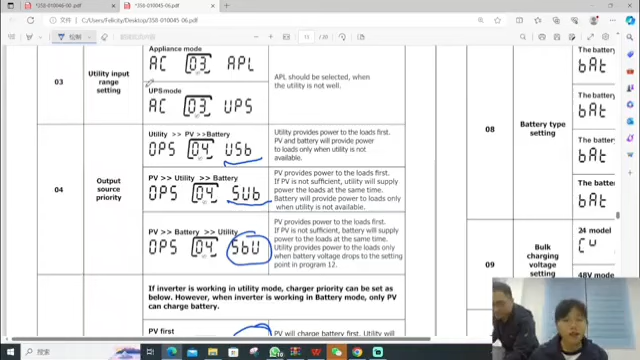 358-010046-00.pdf
358-010045-06.pdf
C:/Users/Felicity/Desktop/358-010045-06.pdf
03
Utility input
range
setting
Appliance mode
AC 03 APL
UPS mode
AC 03 UPS
APL should be selected, when
the utility is not well.
04
Output
source
priority
Utility >> PV >>Battery
OPS 04 USb
Utility provides power to the loads first.
PV and battery will provide power
to loads only when utility is not
available.
PV >> Utility >> Battery
OPS 04 SUb
PV provides power to the loads first.
If PV is not sufficient, utility will supply
power the loads at the same time.
Battery will provide power to loads only
when utility is not available.
PV >> Battery >> Utility
OPS 04 SbU
PV provides power to the loads first.
If PV is not sufficient, battery will supply
power to the loads at the same time.
Utility provides power to the loads only
when battery voltage drops to the setting
point in program 12.
If inverter is working in utility mode, charger priority can be set as
below. However, when inverter is working in Battery mode, only PV
can charge battery.
PV first
PV will charge battery first. Utility will
08
Battery type
setting
The battery
bAt
The battery
bAt
The battery
bAt
The batter
bAt
09
Bulk
charging
voltage setting
24 model
CV
48V mode